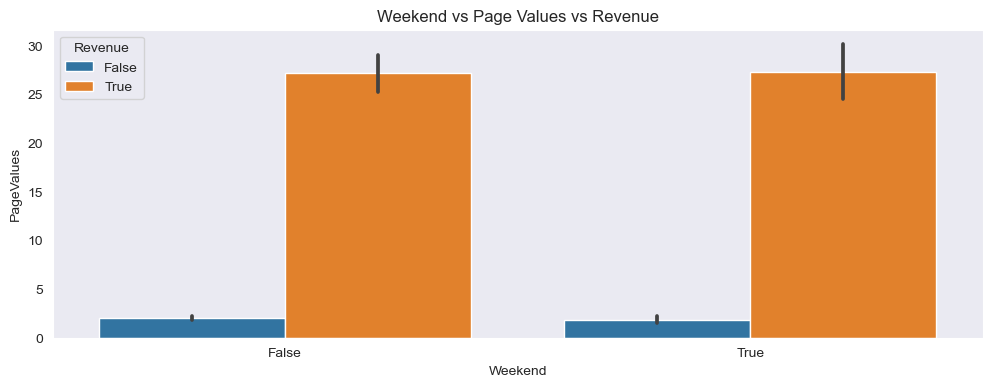 Weekend vs Page Values vs Revenue
Revenue
False
True
30
25
20
15
10
5
0
PageValues
False
True
Weekend